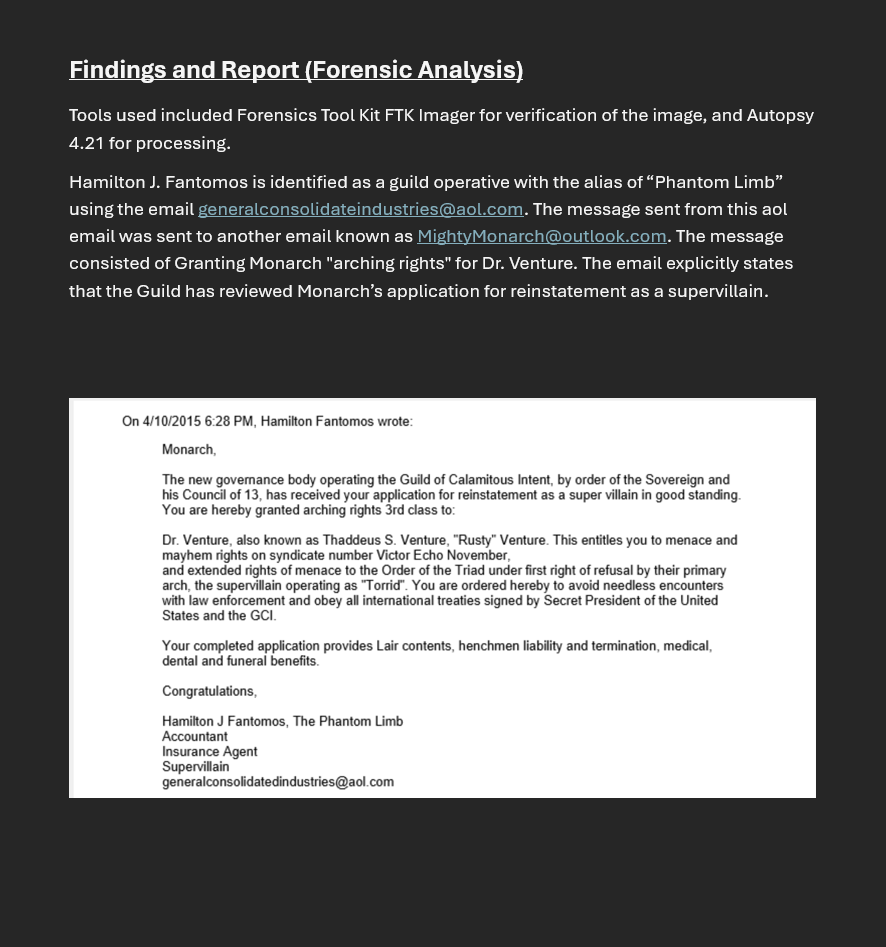 Findings and Report (Forensic Analysis)
Tools used included Forensics Tool Kit FTK Imager for verification of the image, and Autopsy
4.21 for processing.
Hamilton J. Fantomos is identified as a guild operative with the alias of “Phantom Limb”
using the email generalconsolidateindustries@aol.com. The message sent from this aol
email was sent to another email known as MightyMonarch@outlook.com. The message
consisted of Granting Monarch "arching rights" for Dr. Venture. The email explicitly states
that the Guild has reviewed Monarch’s application for reinstatement as a supervillain.
On 4/10/2015 6:28 PM, Hamilton Fantomos wrote:
Monarch,
The new governance body operating the Guild of Calamitous Intent, by order of the Sovereign and
his Council of 13, has received your application for reinstatement as a super villain in good standing.
You are hereby granted arching rights 3rd class to:
Dr. Venture, also known as Thaddeus S. Venture, "Rusty" Venture. This entitles you to menace and
mayhem rights on syndicate number Victor Echo November,
and extended rights of menace to the Order of the Triad under first right of refusal by their primary
arch, the supervillain operating as "Torrid". You are ordered hereby to avoid needless encounters
with law enforcement and obey all international treaties signed by Secret President of the United
States and the GCI.
Your completed application provides Lair contents, henchmen liability and termination, medical,
dental and funeral benefits.
Congratulations,
Hamilton J Fantomos, The Phantom Limb
Accountant
Insurance Agent
Supervillain
generalconsolidatedindustries@aol.com